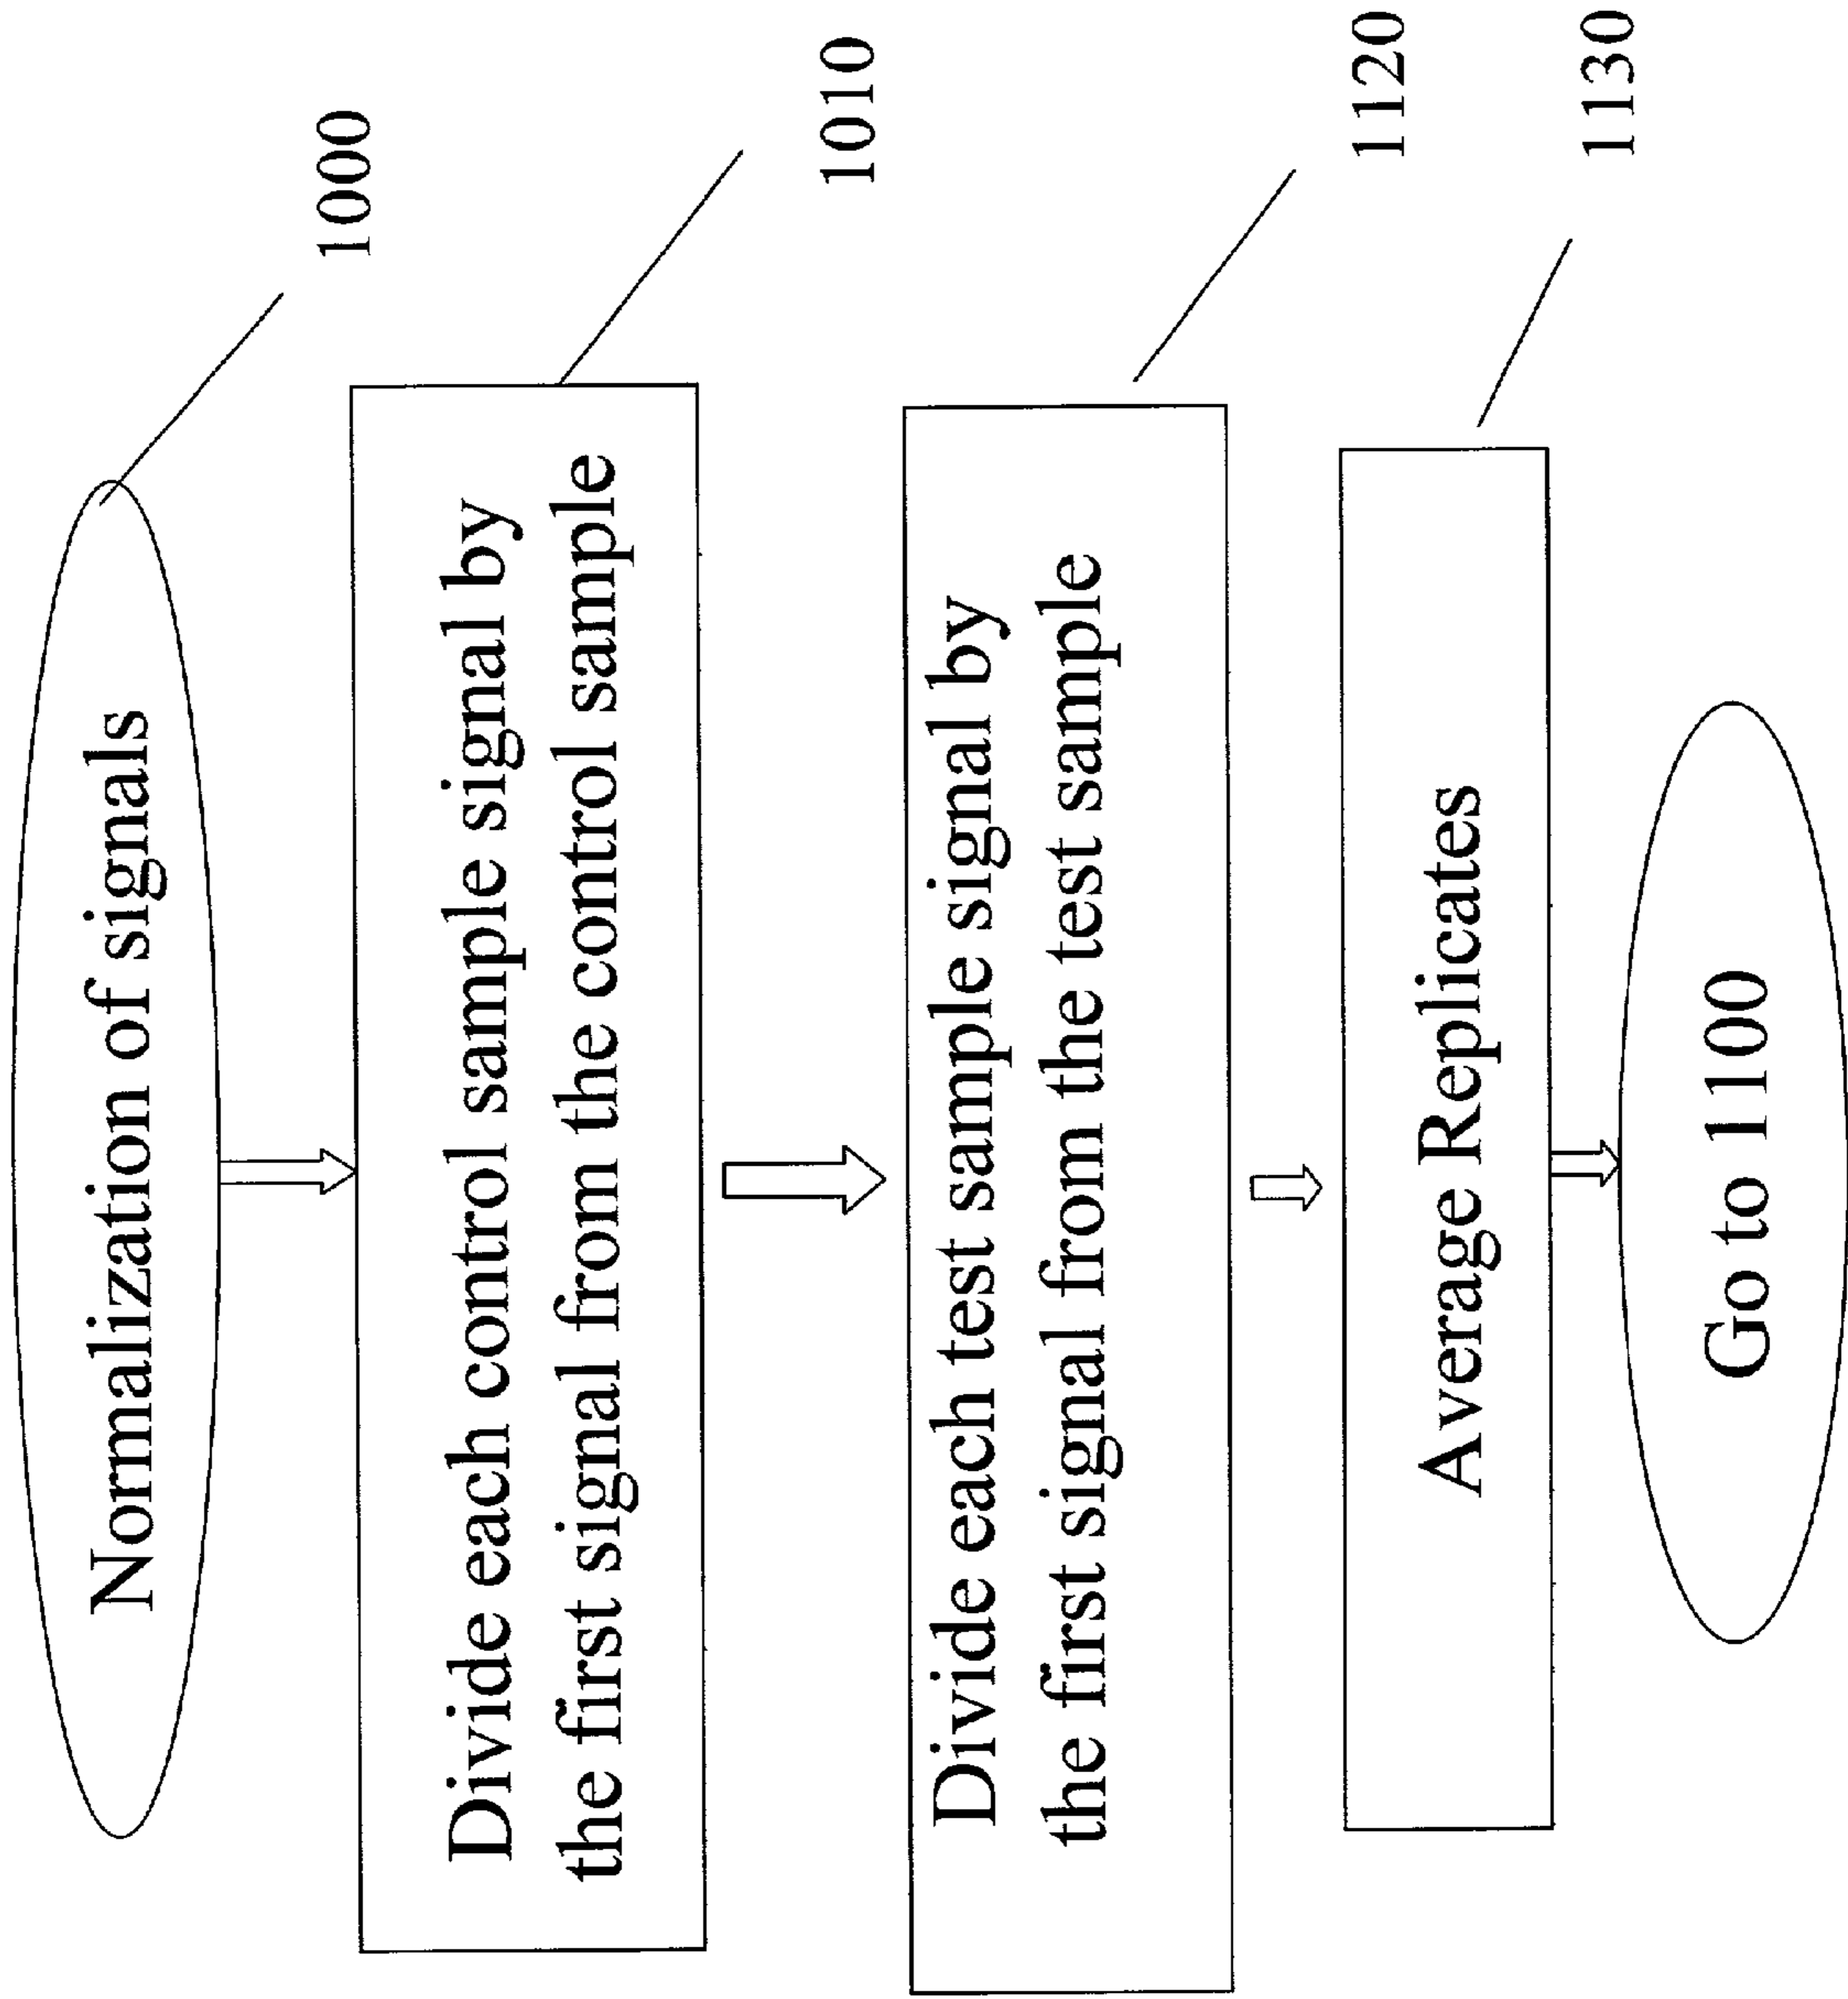 Normalization of signals
1000
Divide each control sample signal by
the first signal from the control sample
1010
Divide each test sample signal by
the first signal from the test sample
1120
Average Replicates
1130
Go to 1100